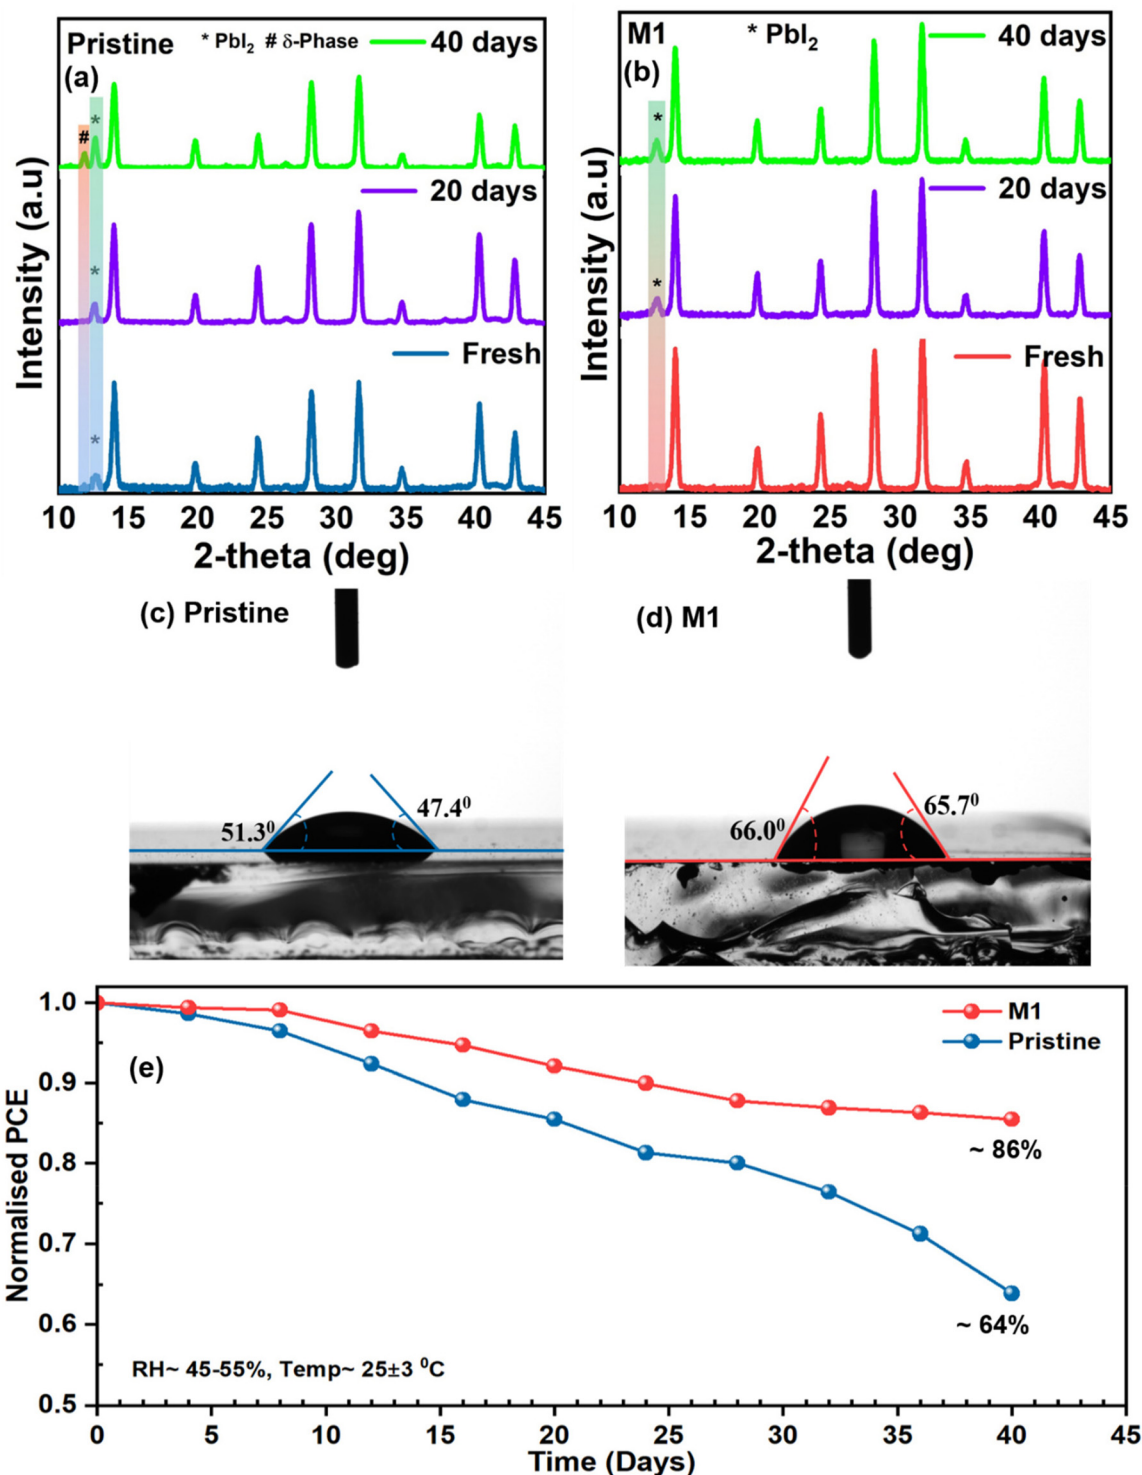 Pristine * PbI₂ # δ-Phase 40 days
(a)
*
#
20 days
*
Fresh
*
Intensity (a.u)
10 15 20 25 30 35 40 45
2-theta (deg)
M1 * PbI₂ 40 days
(b)
*
20 days
*
Fresh
Intensity (a.u)
10 15 20 25 30 35 40 45
2-theta (deg)
(c) Pristine
51.3⁰ 47.4⁰
(d) M1
66.0⁰ 65.7⁰
1.0
0.9
0.8
0.7
0.6
0.5
Normalised PCE
(e)
M1
Pristine
~ 86%
~ 64%
RH~ 45-55%, Temp~ 25±3 ⁰C
0 5 10 15 20 25 30 35 40 45
Time (Days)